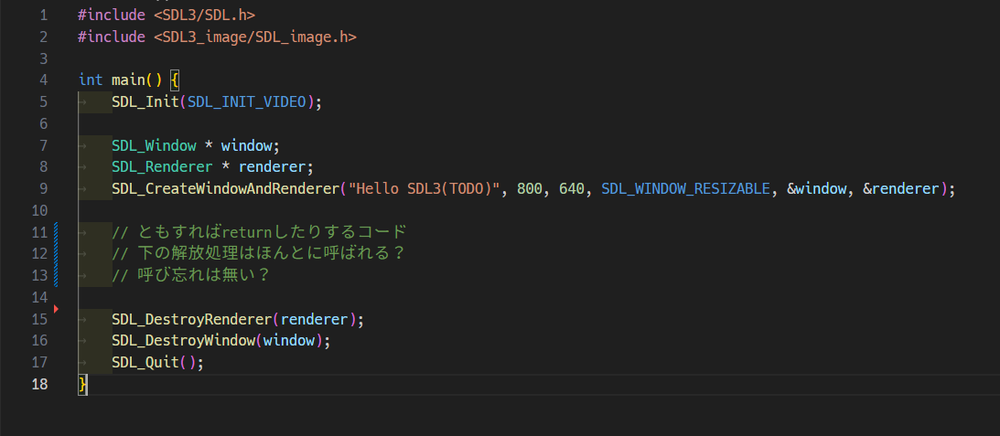 1 #include <SDL3/SDL.h>
2 #include <SDL3_image/SDL_image.h>
3
4 int main() {
5 SDL_Init(SDL_INIT_VIDEO);
6
7 SDL_Window * window;
8 SDL_Renderer * renderer;
9 SDL_CreateWindowAndRenderer("Hello SDL3(TODO)", 800, 640, SDL_WINDOW_RESIZABLE, &window, &renderer);
10
11 // ともすればreturnしたりするコード
12 // 下の解放処理はほんとに呼ばれる？
13 // 呼び忘れは無い？
14
15 SDL_DestroyRenderer(renderer);
16 SDL_DestroyWindow(window);
17 SDL_Quit();
18 }